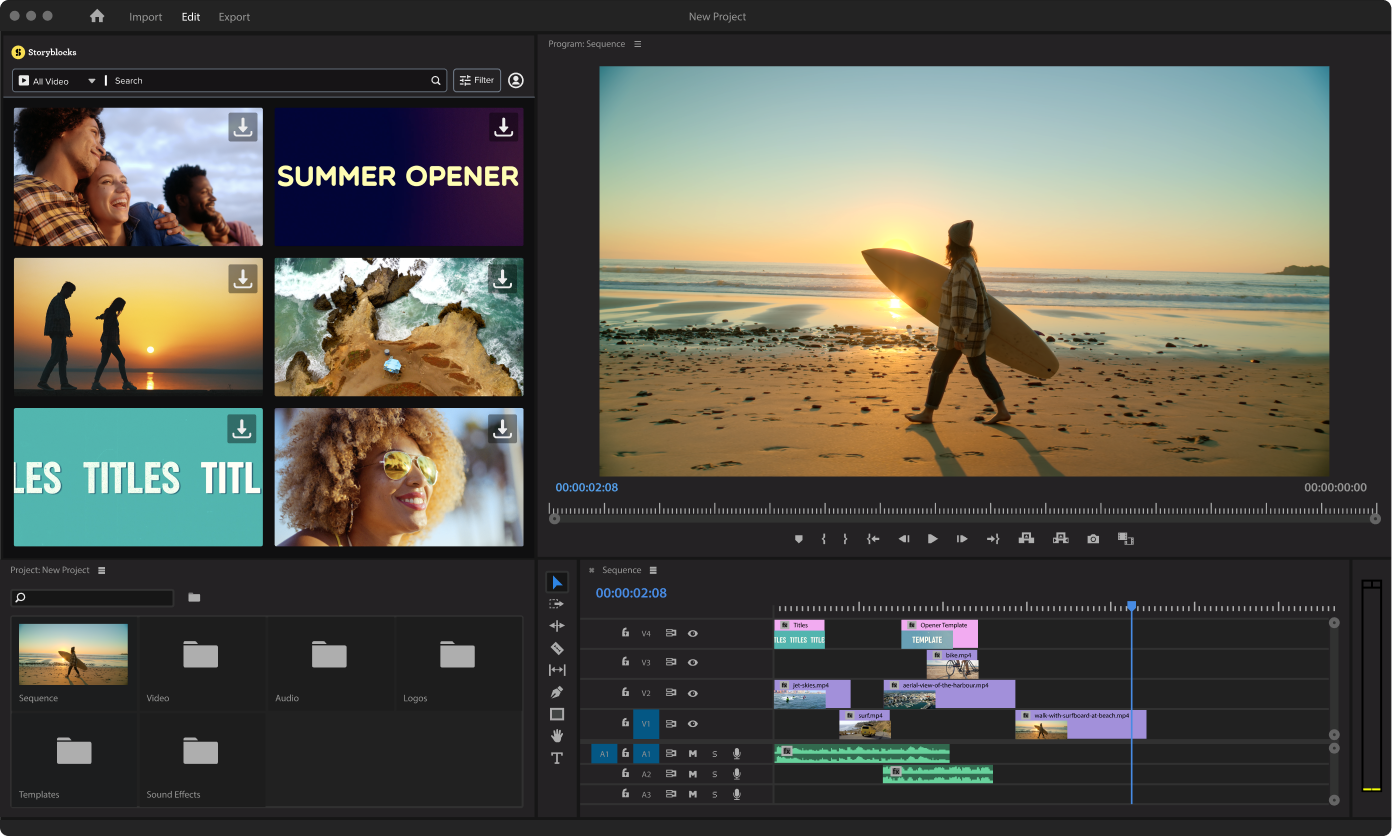 Import Edit Export
New Project
Storyblocks
All Video Search Filter
SUMMER OPENER
LES TITLES TITL
Program: Sequence
00:00:02:08 00:00:00:00
Project: New Project
Sequence Video Audio Logos
Templates Sound Effects
Sequence
00:00:02:08
V4 Titles Opener Template
TLES TITLES TITLE TEMPLATE
V3 bike.mp4
V2 jet-skies.mp4 aerial-view-of-the-harbour.mp4
V1 surf.mp4 walk-with-surfboard-at-beach.mp4
A1 A1 M S fx
A2 M S fx
A3 M S